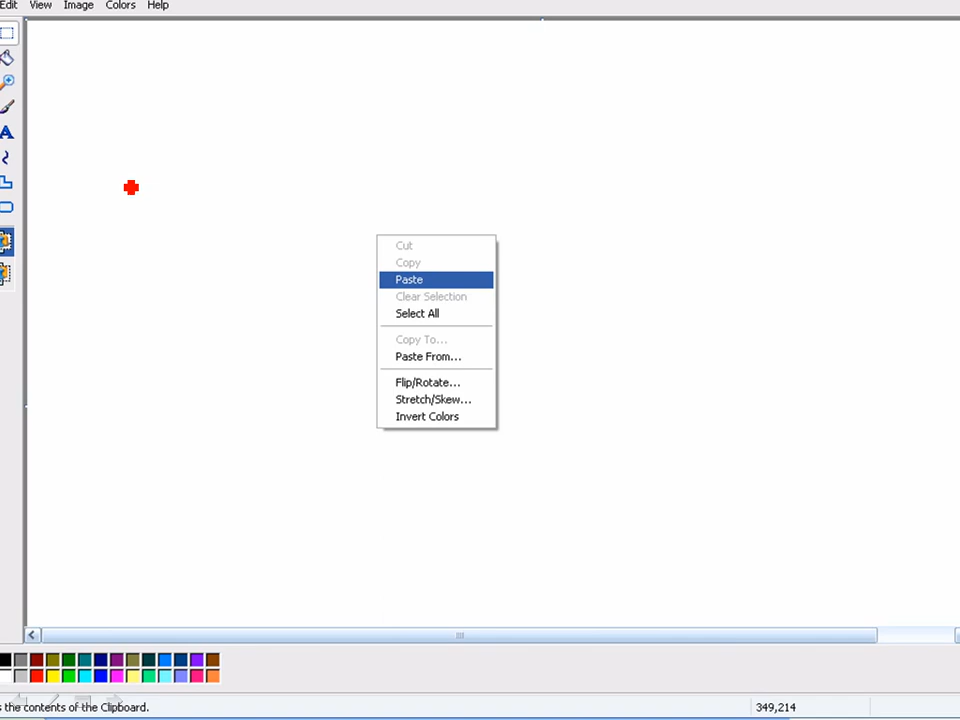 Edit View Image Colors Help
A
Cut
Copy
Paste
Clear Selection
Select All
Copy To...
Paste From...
Flip/Rotate...
Stretch/Skew...
Invert Colors
s the contents of the Clipboard.
349,214